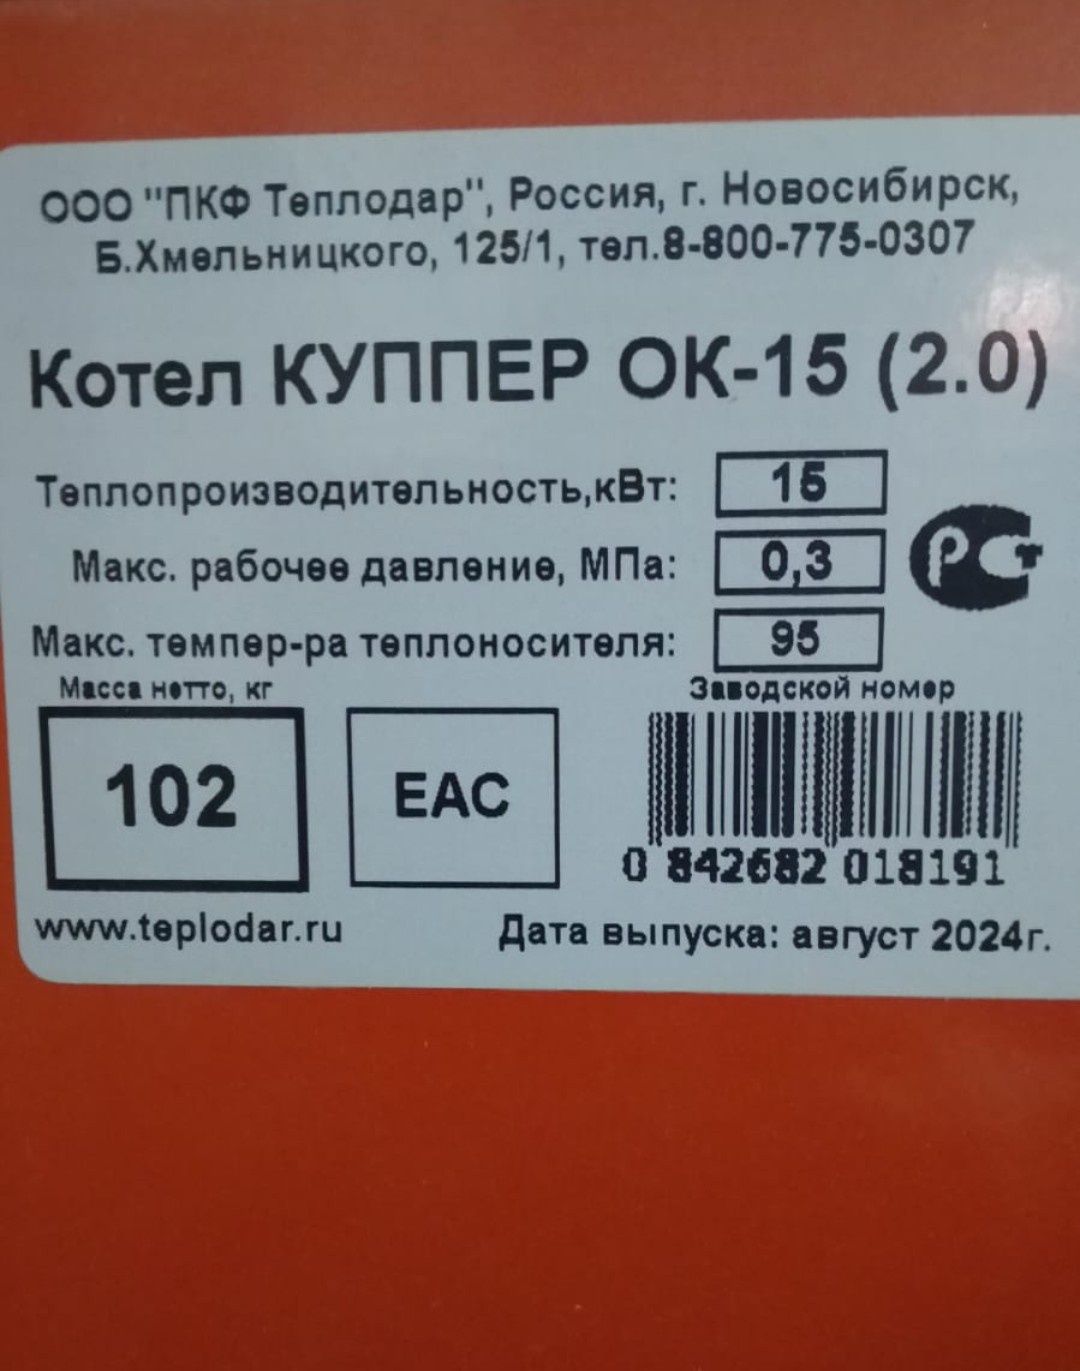 ООО "ПКФ Теплодар", Россия, г. Новосибирск,
Б.Хмельницкого, 125/1, тел.8-800-775-0307
Котел КУППЕР ОК-15 (2.0)
Теплопроизводительность,кВт: 15
Макс. рабочее давление, МПа: 0,3
РСТ
Макс. темпер-ра теплоносителя: 95
Масса нетто, кг
Заводской номер
102
ЕАС
0 842682 018191
www.teplodar.ru
Дата выпуска: август 2024г.